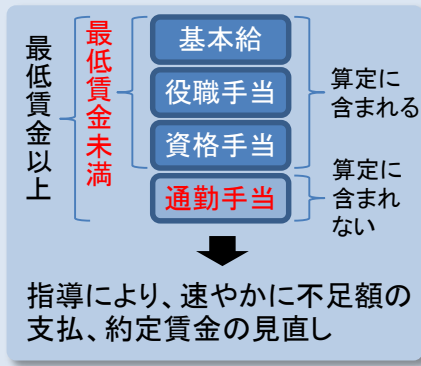 最低賃金以上
最低賃金未満
基本給
役職手当
資格手当
通勤手当
算定に
含まれる
算定に
含まれ
ない
指導により、速やかに不足額の
支払、約定賃金の見直し